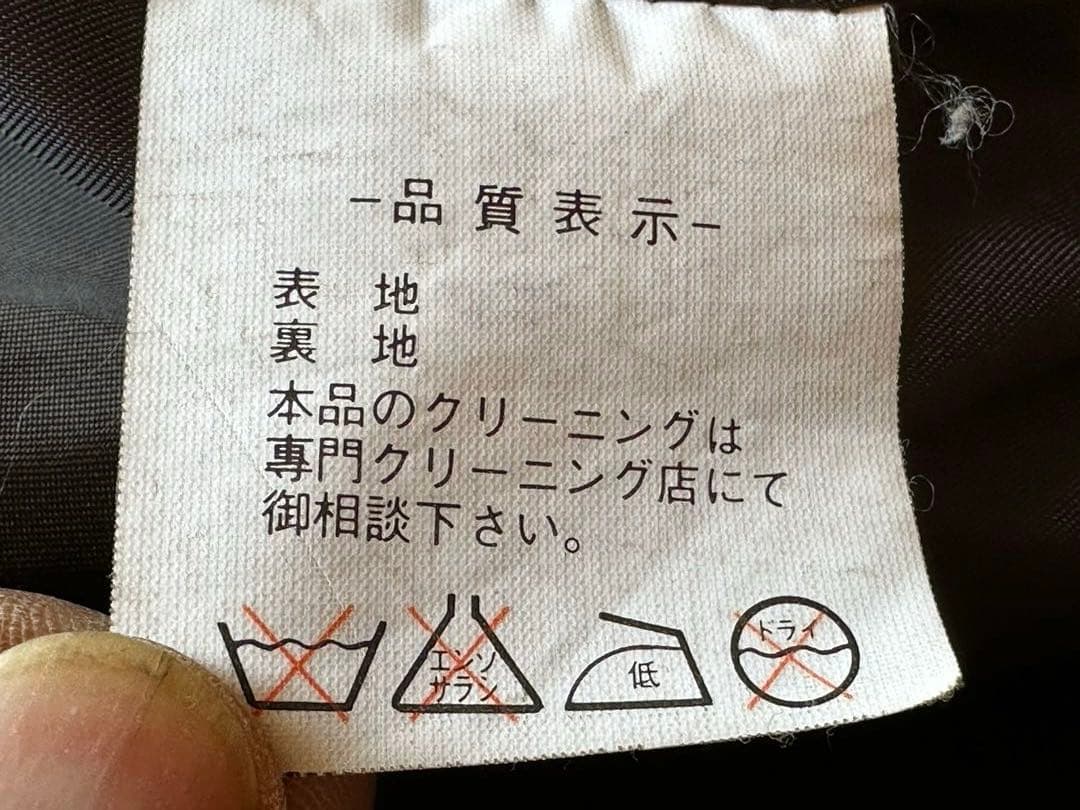 -品質表示-
表 地
裏 地
本品のクリーニングは
専門クリーニング店にて
御相談下さい。
エンソ
サラシ
低
ドライ